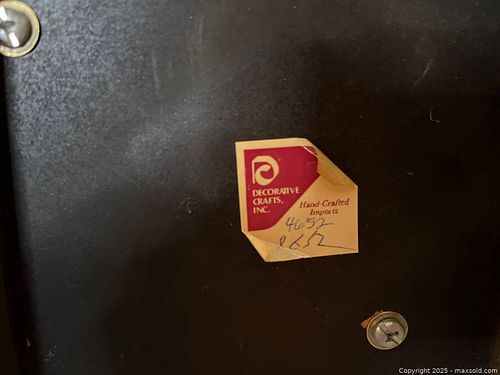 DECORATIVE
CRAFTS,
INC.
Hand-Crafted
Imports
4652
Copyright © 2025 - maxsold.com